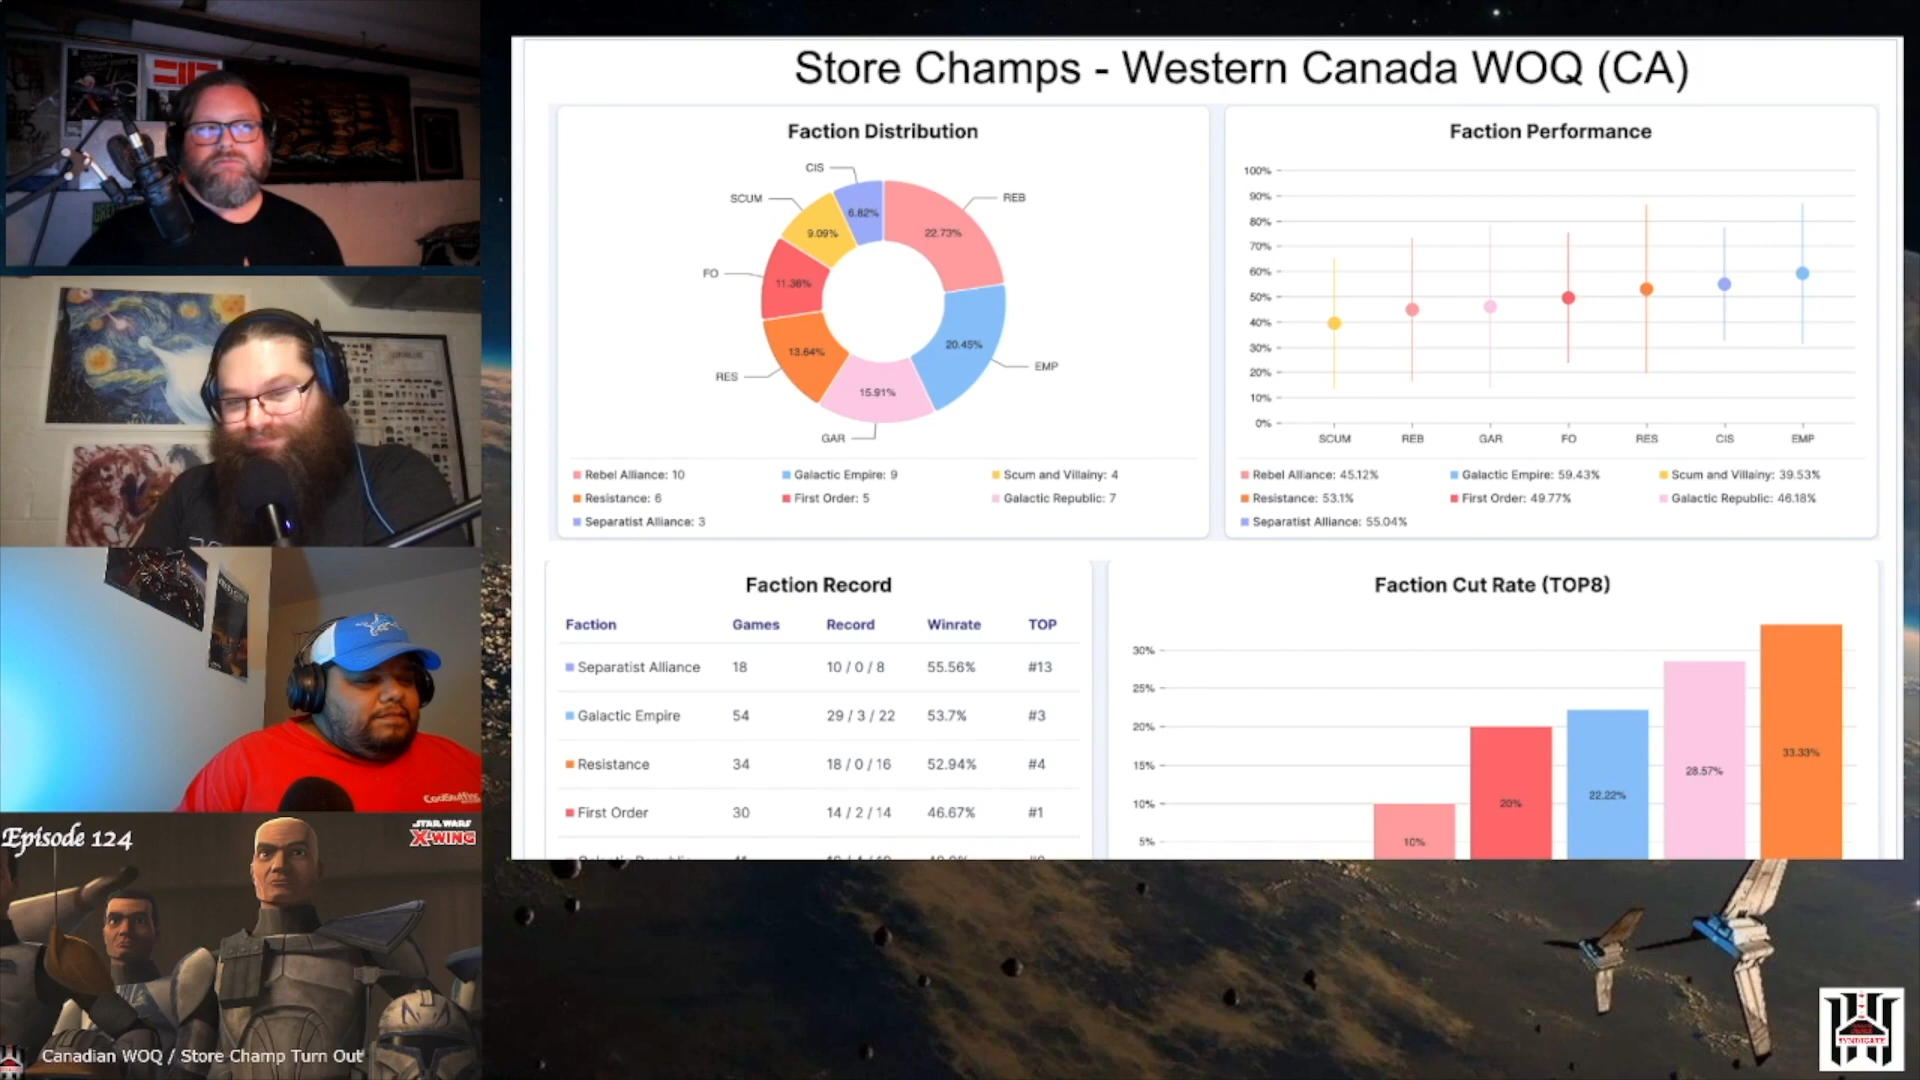 Store Champs - Western Canada WOQ (CA)
Faction Distribution
CIS
SCUM
REB
FO
RES
EMP
GAR
6.82%
9.09%
22.73%
11.36%
13.64%
20.45%
15.91%
Rebel Alliance: 10
Galactic Empire: 9
Scum and Villainy: 4
Resistance: 6
First Order: 5
Galactic Republic: 7
Separatist Alliance: 3
Faction Performance
100%
90%
80%
70%
60%
50%
40%
30%
20%
10%
0%
SCUM REB GAR FO RES CIS EMP
Rebel Alliance: 45.12%
Galactic Empire: 59.43%
Scum and Villainy: 39.53%
Resistance: 53.1%
First Order: 49.77%
Galactic Republic: 46.18%
Separatist Alliance: 55.04%
Faction Record
Faction Games Record Winrate TOP
Separatist Alliance 18 10 / 0 / 8 55.56% #13
Galactic Empire 54 29 / 3 / 22 53.7% #3
Resistance 34 18 / 0 / 16 52.94% #4
First Order 30 14 / 2 / 14 46.67% #1
Faction Cut Rate (TOP8)
30%
25%
20%
15%
10%
5%
10%
20%
22.22%
28.57%
33.33%
Episode 124
STAR WARS
X-WING
Canadian WOQ / Store Champ Turn Out
SYNDICATE